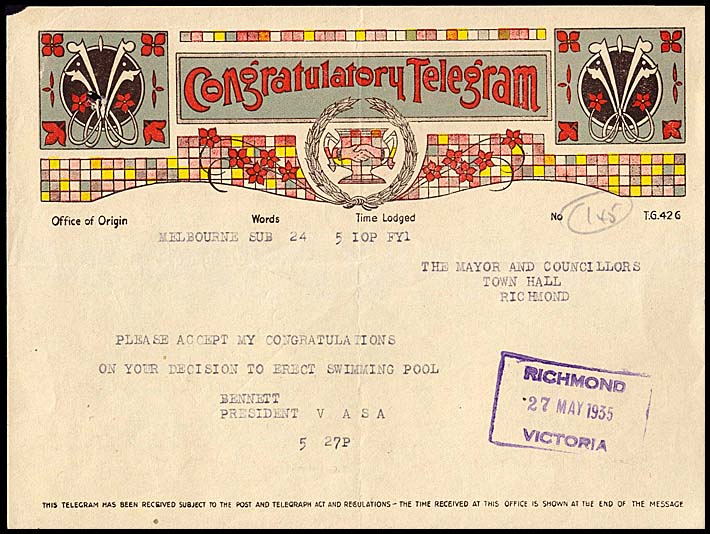 Congratulatory Telegram
Office of Origin Words Time Lodged No 145 T.G.42G
MELBOURNE SUB 24 5 IOP FY1
THE MAYOR AND COUNCILLORS
TOWN HALL
RICHMOND
PLEASE ACCEPT MY CONGRATULATIONS
ON YOUR DECISION TO ERECT SWIMMING POOL
BENNETT
PRESIDENT V A S A
5 27P
RICHMOND
27 MAY 1935
VICTORIA
THIS TELEGRAM HAS BEEN RECEIVED SUBJECT TO THE POST AND TELEGRAPH ACT AND REGULATIONS – THE TIME RECEIVED AT THIS OFFICE IS SHOWN AT THE END OF THE MESSAGE